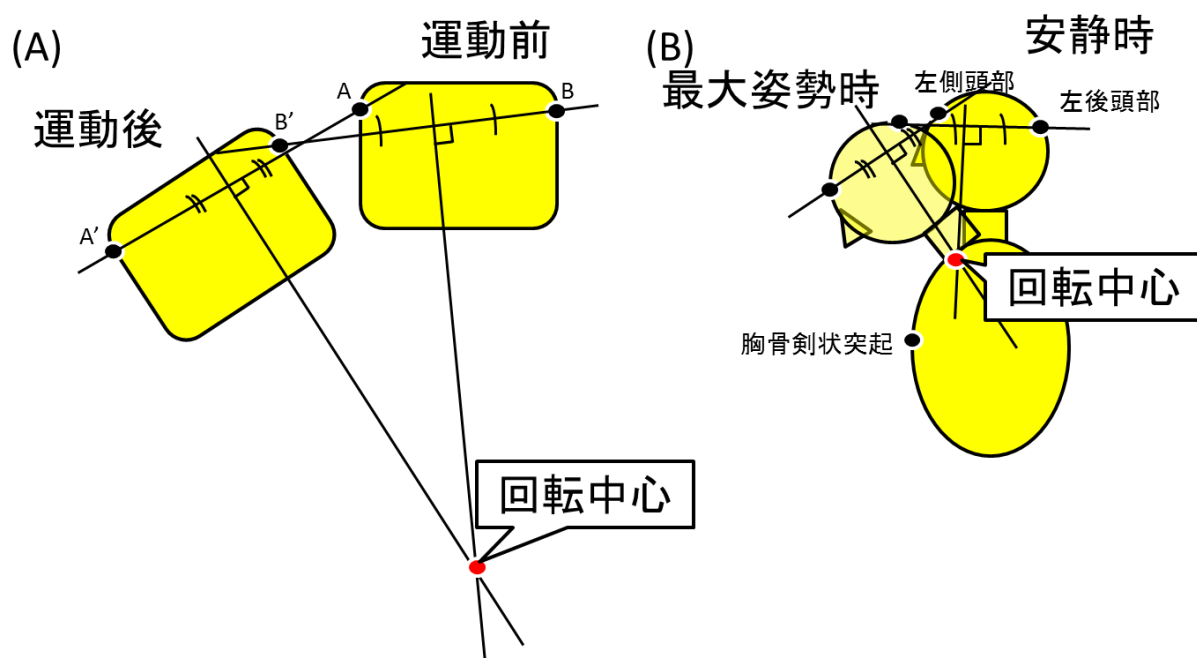 (A)
運動前
運動後
A
B
B’
A’
回転中心
(B)
安静時
最大姿勢時
左側頭部
左後頭部
回転中心
胸骨剣状突起